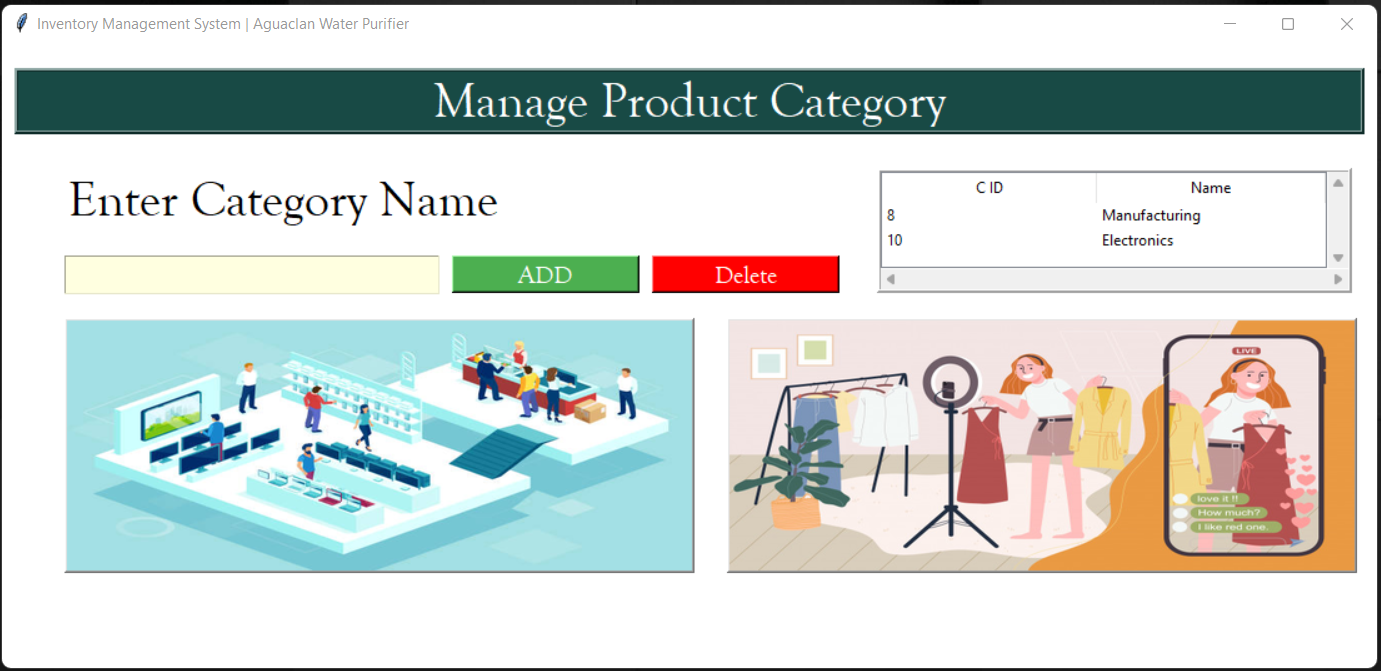 Inventory Management System | Aguaclan Water Purifier
Manage Product Category
Enter Category Name
ADD Delete
C ID Name
8 Manufacturing
10 Electronics
LIVE
love it !!
How much?
I like red one.